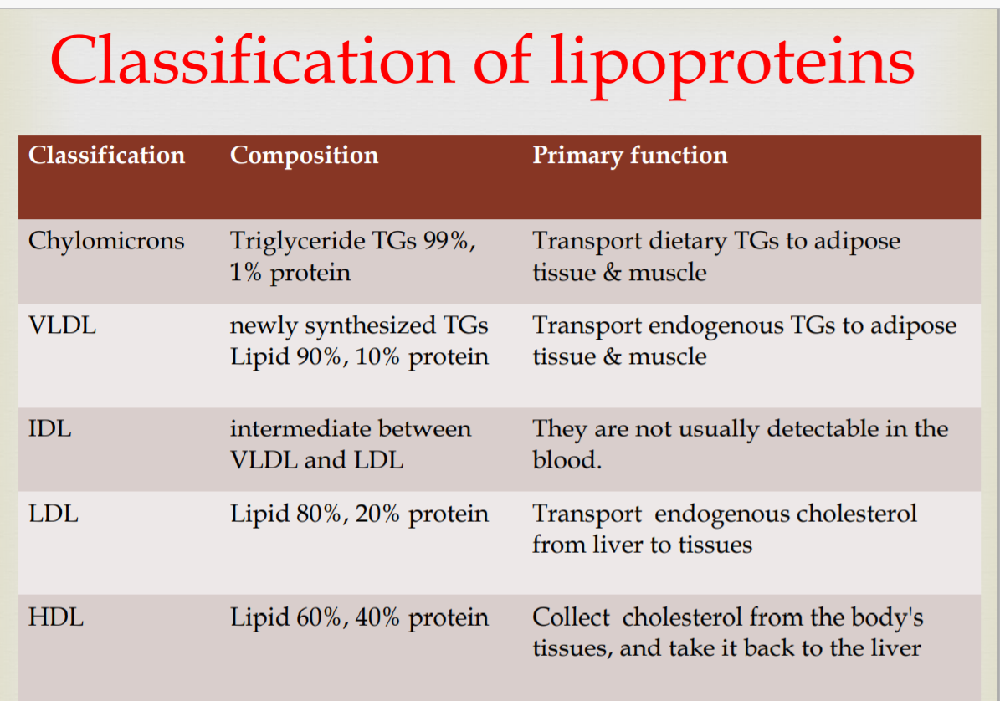 Classification of lipoproteins
Classification Composition Primary function
Chylomicrons Triglyceride TGs 99%, Transport dietary TGs to adipose
1% protein tissue & muscle
VLDL newly synthesized TGs Transport endogenous TGs to adipose
Lipid 90%, 10% protein tissue & muscle
IDL intermediate between They are not usually detectable in the
VLDL and LDL blood.
LDL Lipid 80%, 20% protein Transport  endogenous cholesterol
from liver to tissues
HDL Lipid 60%, 40% protein Collect  cholesterol from the body's
tissues, and take it back to the liver